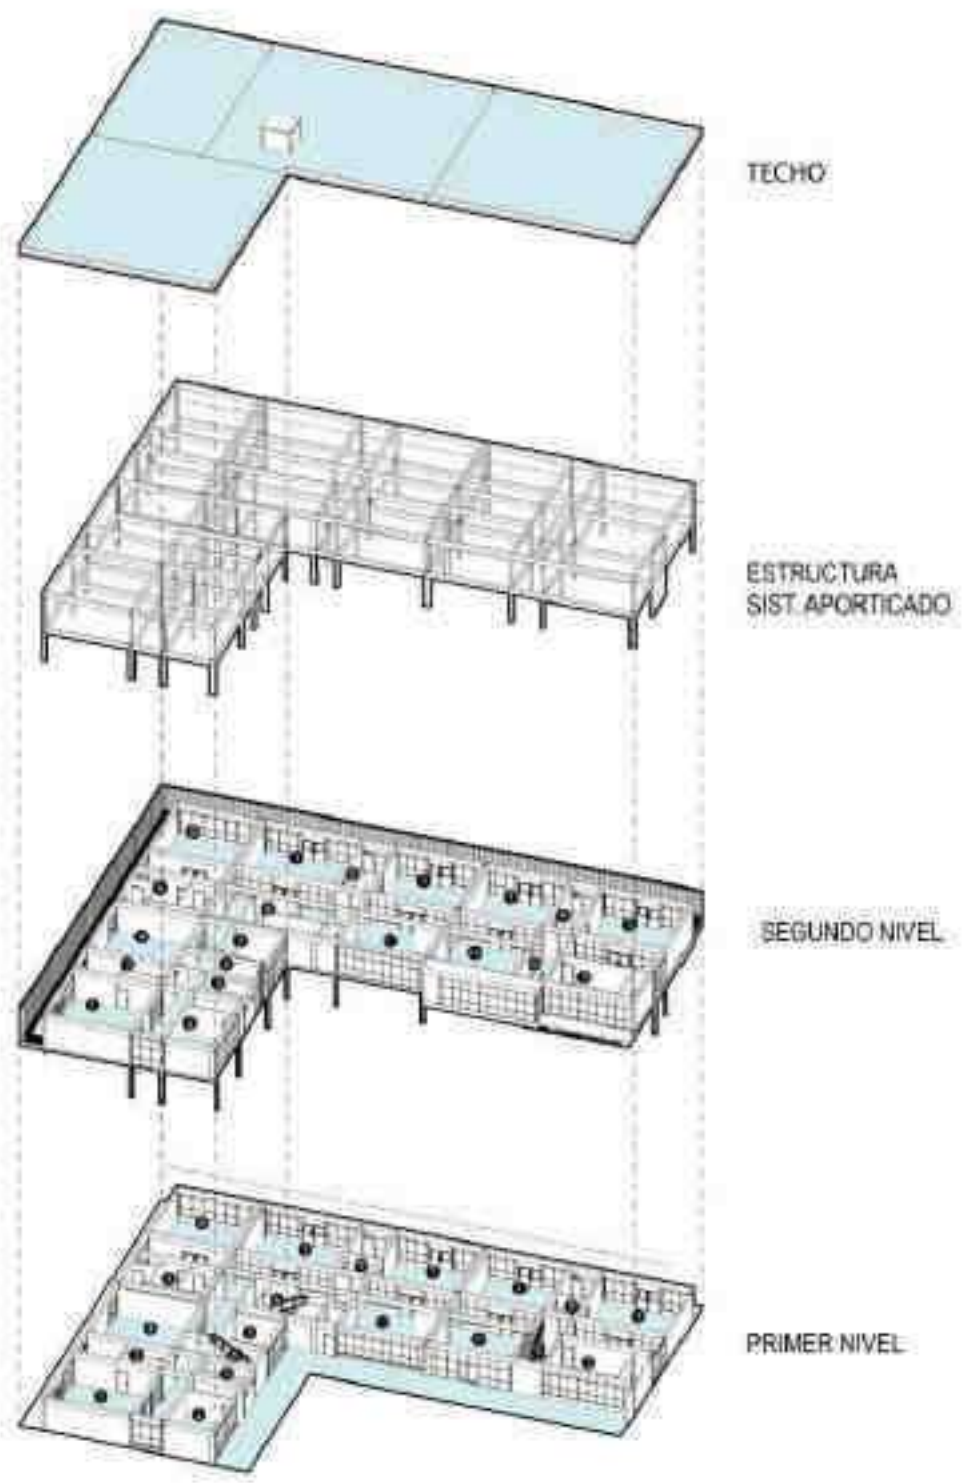 TECHO
ESTRUCTURA
SIST. APORTICADO
SEGUNDO NIVEL
PRIMER NIVEL